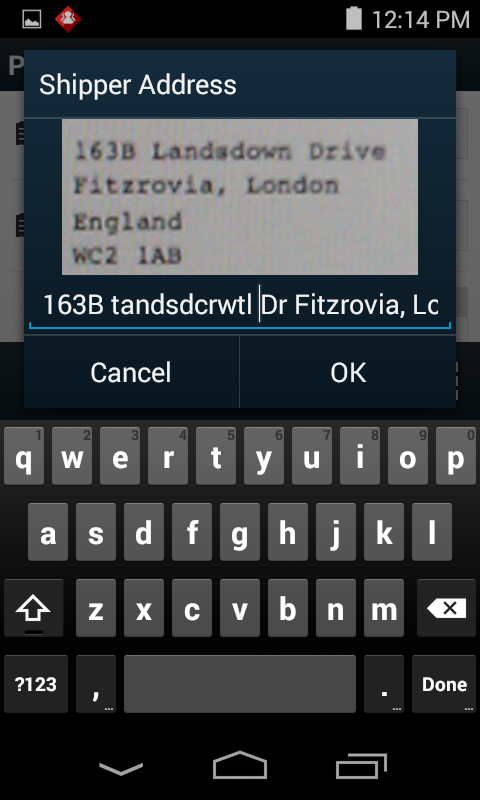 12:14 PM
P
Shipper Address
163B Landsdown Drive
Fitzrovia, London
England
WC2 1AB
163B tandsdcrwtl Dr Fitzrovia, Lo
Cancel
OK
1 2 3 4 5 6 7 8 9 0
q w e r t y u i o p
a s d f g h j k l
z x c v b n m
?123 , . Done
... ... ...